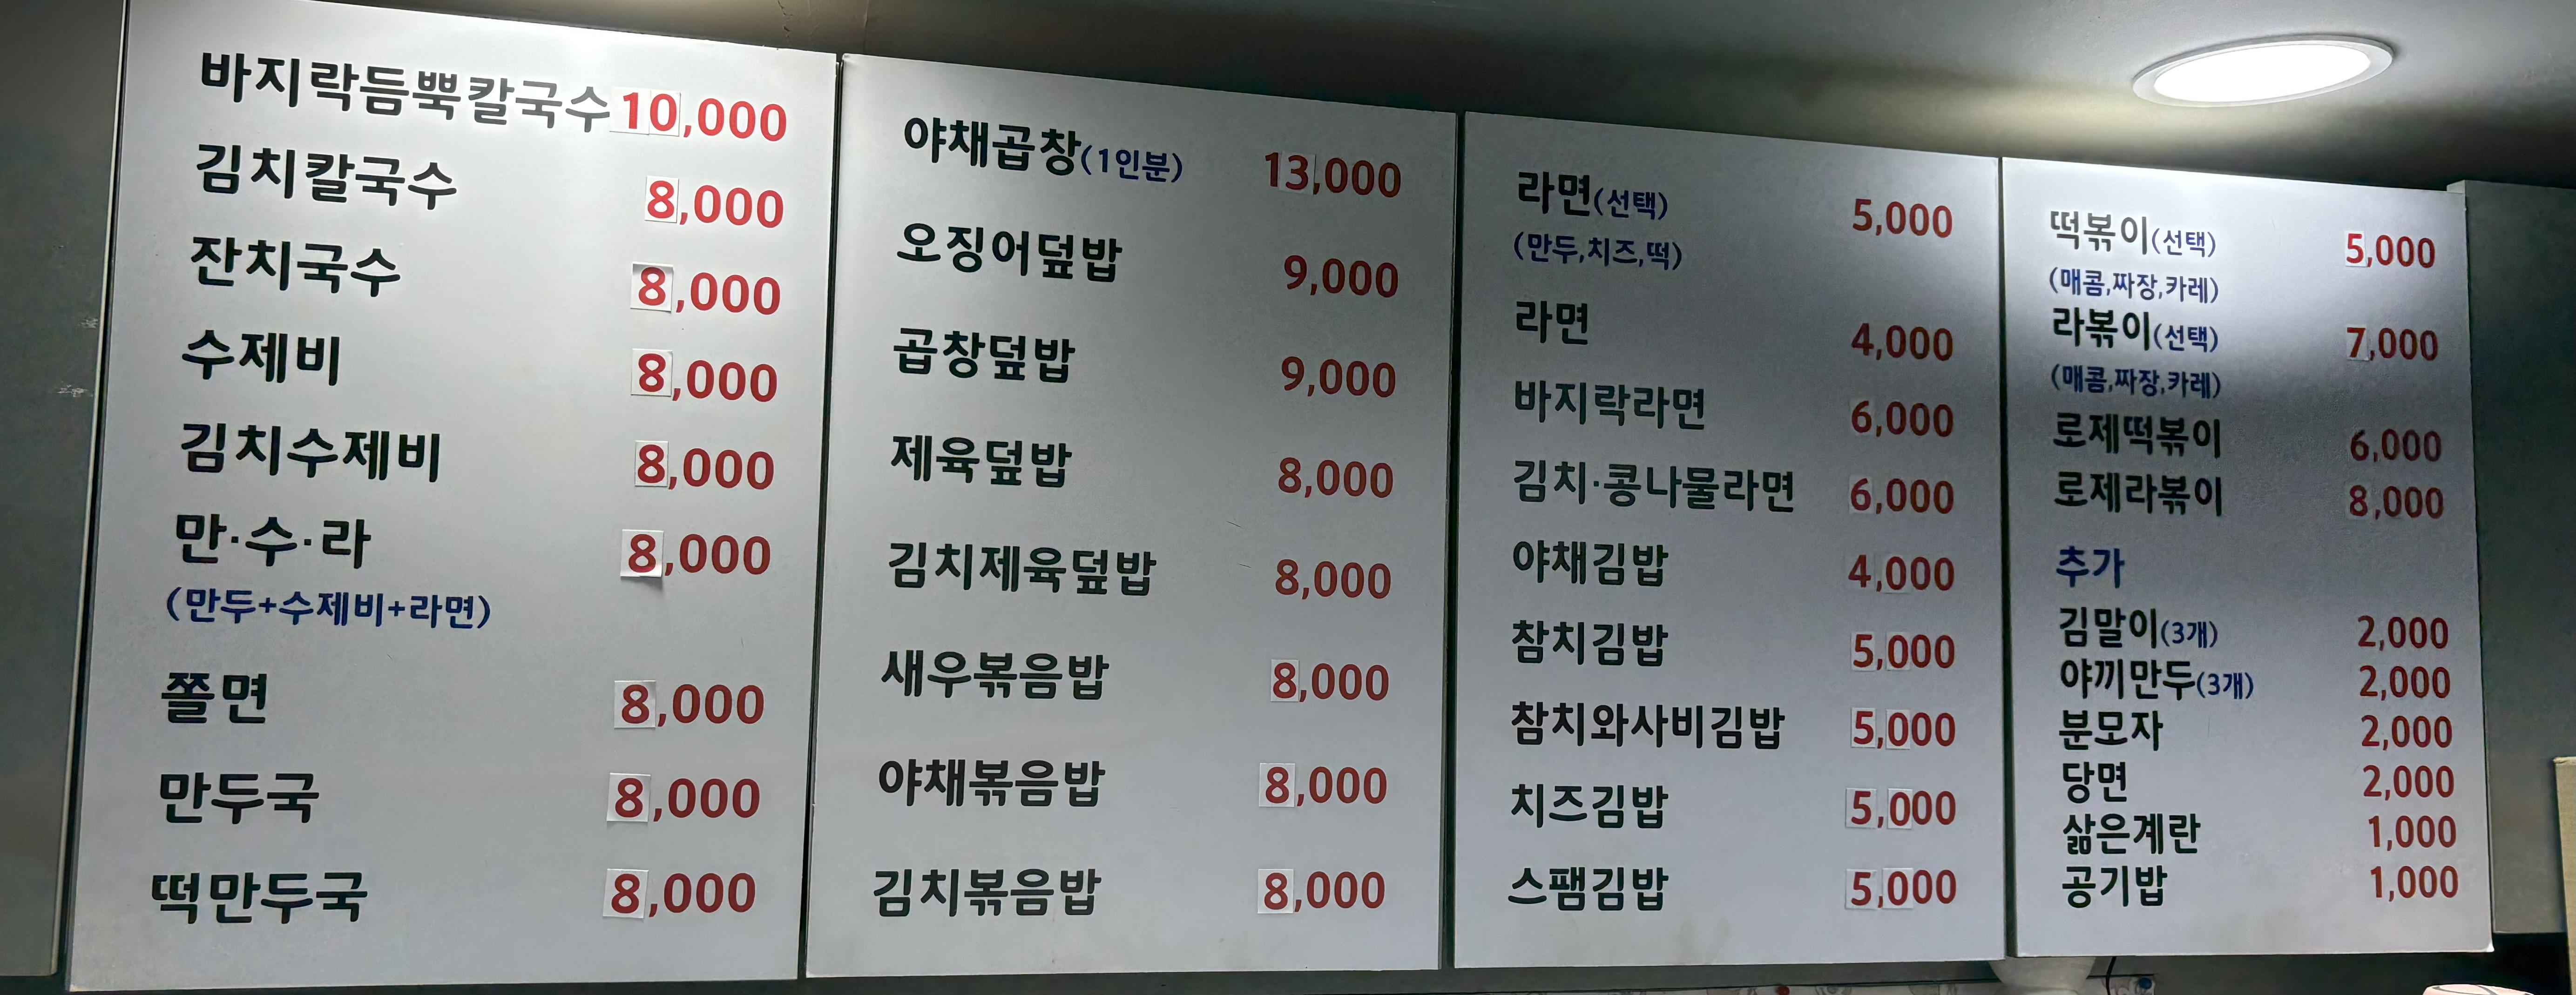 바지락듬뿍칼국수 10,000
김치칼국수 8,000
잔치국수 8,000
수제비 8,000
김치수제비 8,000
만·수·라 8,000
(만두+수제비+라면)
쫄면 8,000
만두국 8,000
떡만두국 8,000
야채곱창(1인분) 13,000
오징어덮밥 9,000
곱창덮밥 9,000
제육덮밥 8,000
김치제육덮밥 8,000
새우볶음밥 8,000
야채볶음밥 8,000
김치볶음밥 8,000
라면(선택) 5,000
(만두,치즈,떡)
라면 4,000
바지락라면 6,000
김치·콩나물라면 6,000
야채김밥 4,000
참치김밥 5,000
참치와사비김밥 5,000
치즈김밥 5,000
스팸김밥 5,000
떡볶이(선택) 5,000
(매콤,짜장,카레)
라볶이(선택) 7,000
(매콤,짜장,카레)
로제떡볶이 6,000
로제라볶이 8,000
추가
김말이(3개) 2,000
야끼만두(3개) 2,000
분모자 2,000
당면 2,000
삶은계란 1,000
공기밥 1,000